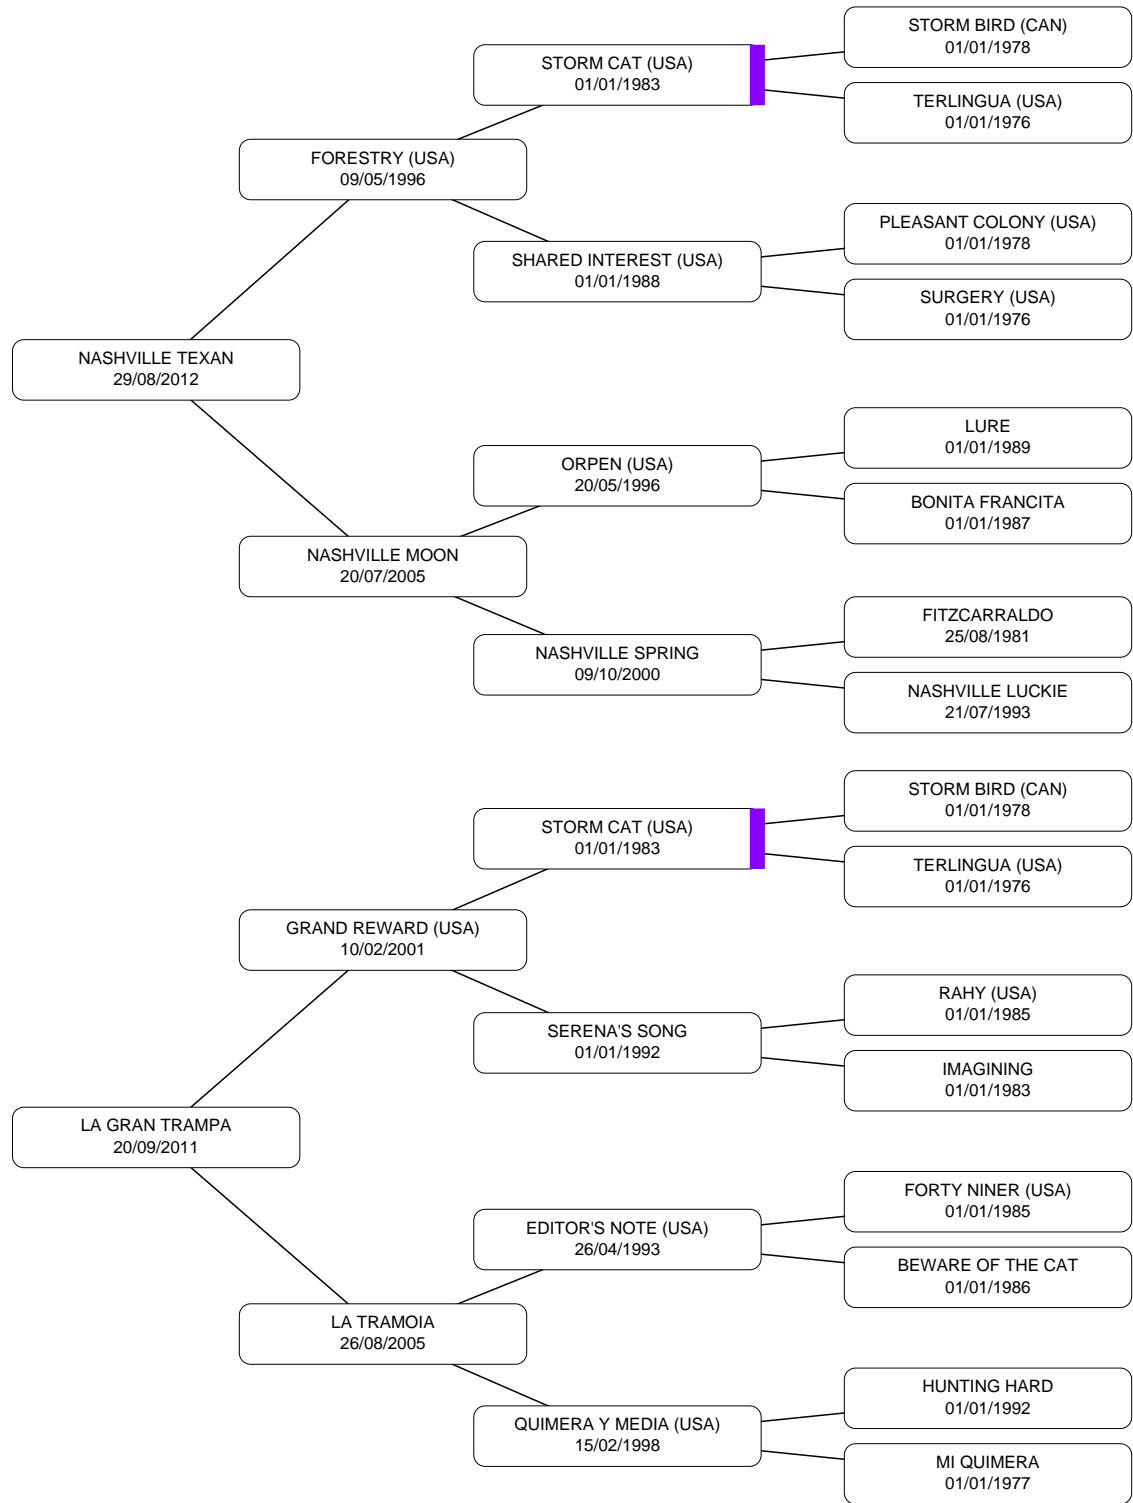 STORM BIRD (CAN)
01/01/1978
STORM CAT (USA)
01/01/1983
TERLINGUA (USA)
01/01/1976
FORESTRY (USA)
09/05/1996
PLEASANT COLONY (USA)
01/01/1978
SHARED INTEREST (USA)
01/01/1988
SURGERY (USA)
01/01/1976
NASHVILLE TEXAN
29/08/2012
LURE
01/01/1989
ORPEN (USA)
20/05/1996
BONITA FRANCITA
01/01/1987
NASHVILLE MOON
20/07/2005
FITZCARRALDO
25/08/1981
NASHVILLE SPRING
09/10/2000
NASHVILLE LUCKIE
21/07/1993
STORM BIRD (CAN)
01/01/1978
STORM CAT (USA)
01/01/1983
TERLINGUA (USA)
01/01/1976
GRAND REWARD (USA)
10/02/2001
RAHY (USA)
01/01/1985
SERENA'S SONG
01/01/1992
IMAGINING
01/01/1983
LA GRAN TRAMPA
20/09/2011
FORTY NINER (USA)
01/01/1985
EDITOR'S NOTE (USA)
26/04/1993
BEWARE OF THE CAT
01/01/1986
LA TRAMOIA
26/08/2005
HUNTING HARD
01/01/1992
QUIMERA Y MEDIA (USA)
15/02/1998
MI QUIMERA
01/01/1977